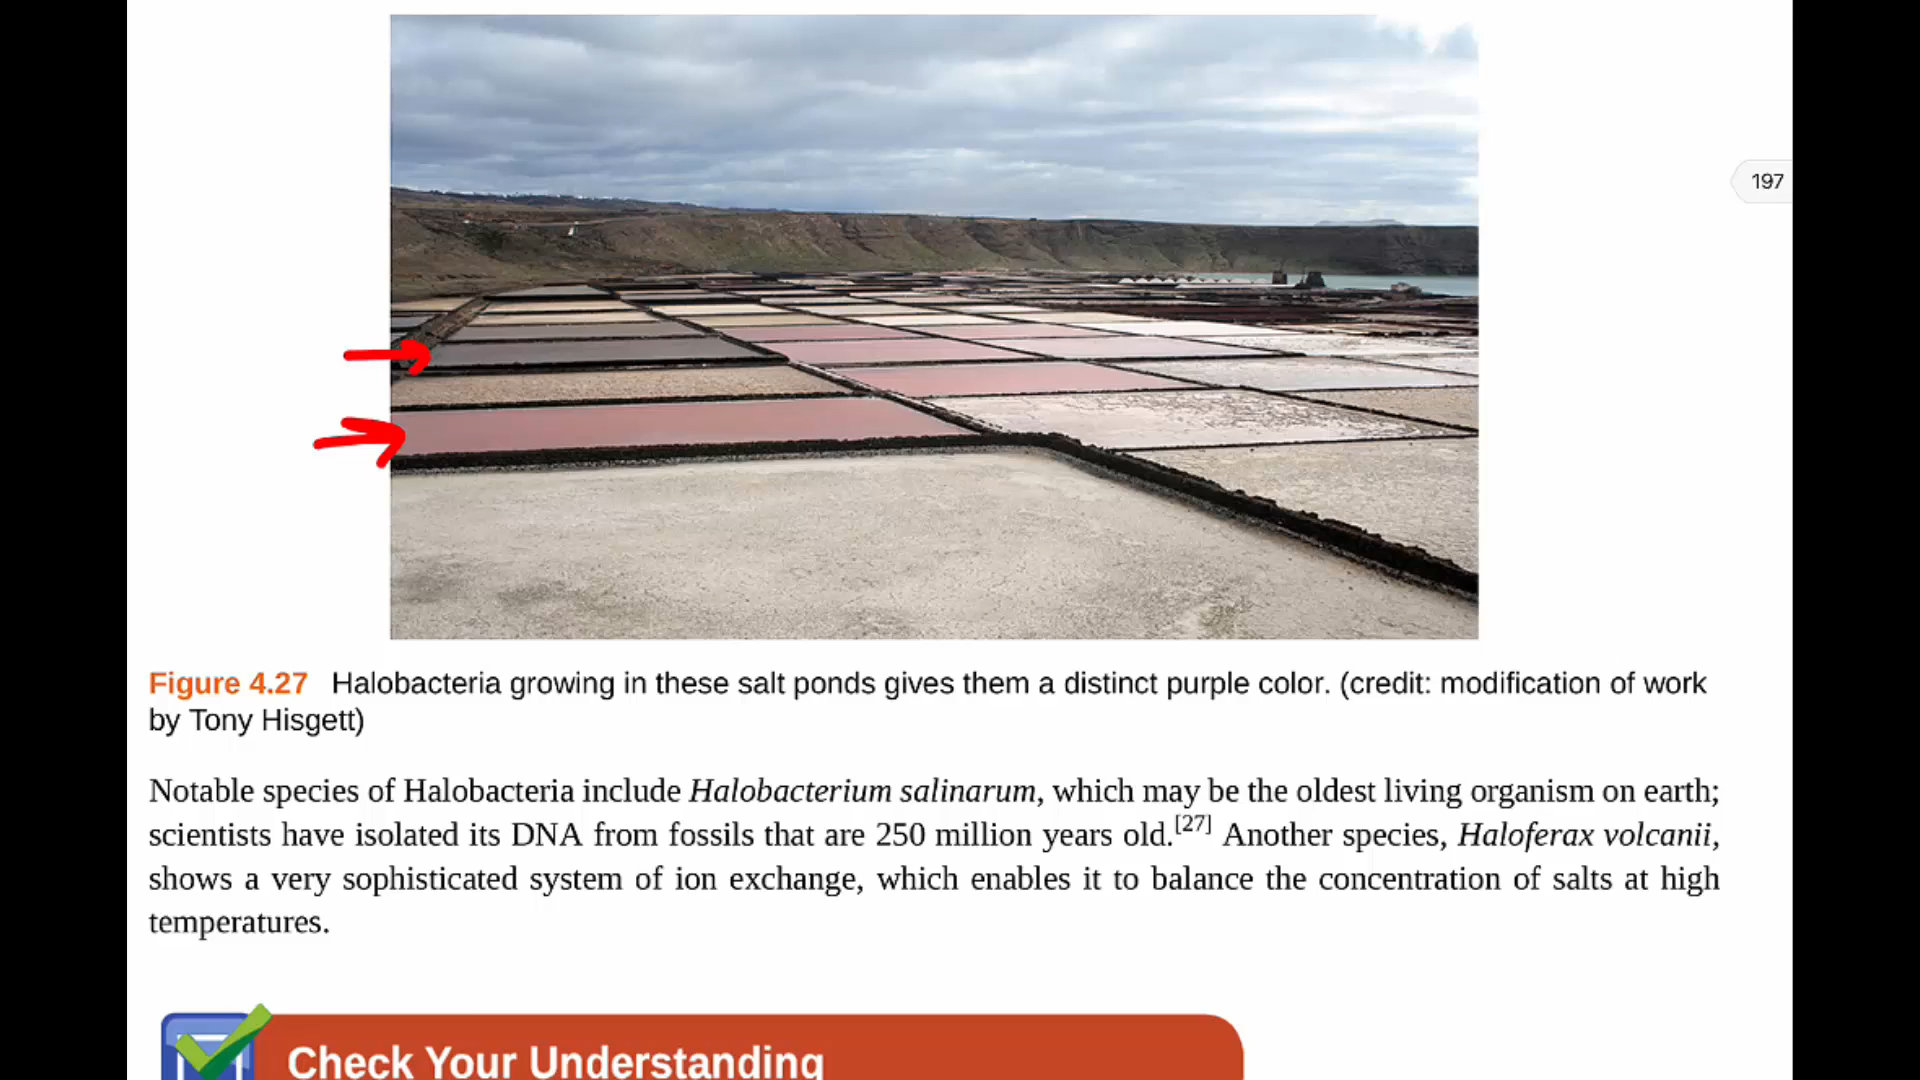 197
Figure 4.27 Halobacteria growing in these salt ponds gives them a distinct purple color. (credit: modification of work
by Tony Hisgett)
Notable species of Halobacteria include Halobacterium salinarum, which may be the oldest living organism on earth;
scientists have isolated its DNA from fossils that are 250 million years old.[27] Another species, Haloferax volcanii,
shows a very sophisticated system of ion exchange, which enables it to balance the concentration of salts at high
temperatures.
Check Your Understanding